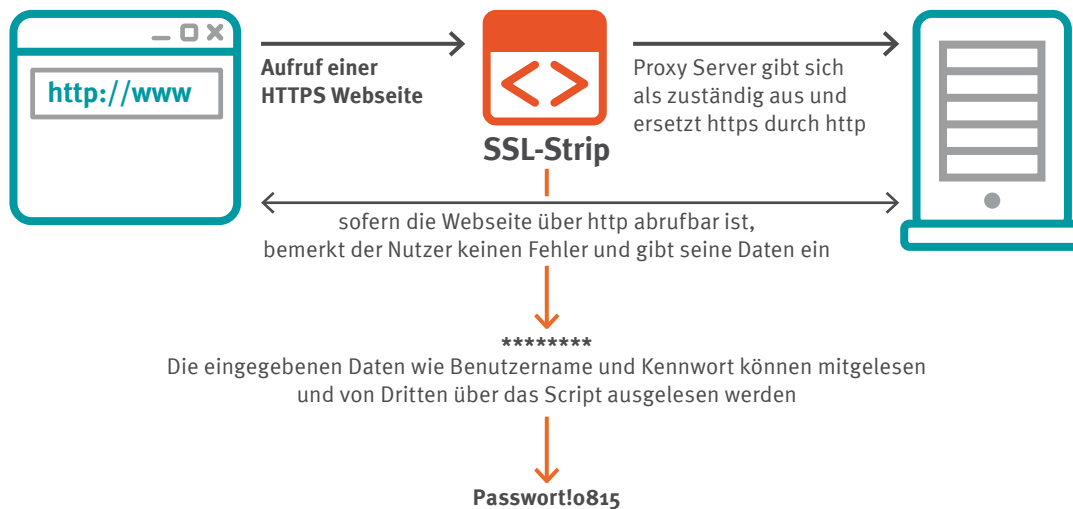 http://www
Aufruf einer
HTTPS Webseite
SSL-Strip
Proxy Server gibt sich
als zuständig aus und
ersetzt https durch http
sofern die Webseite über http abrufbar ist,
bemerkt der Nutzer keinen Fehler und gibt seine Daten ein
********
Die eingegebenen Daten wie Benutzername und Kennwort können mitgelesen
und von Dritten über das Script ausgelesen werden
Passwort!0815